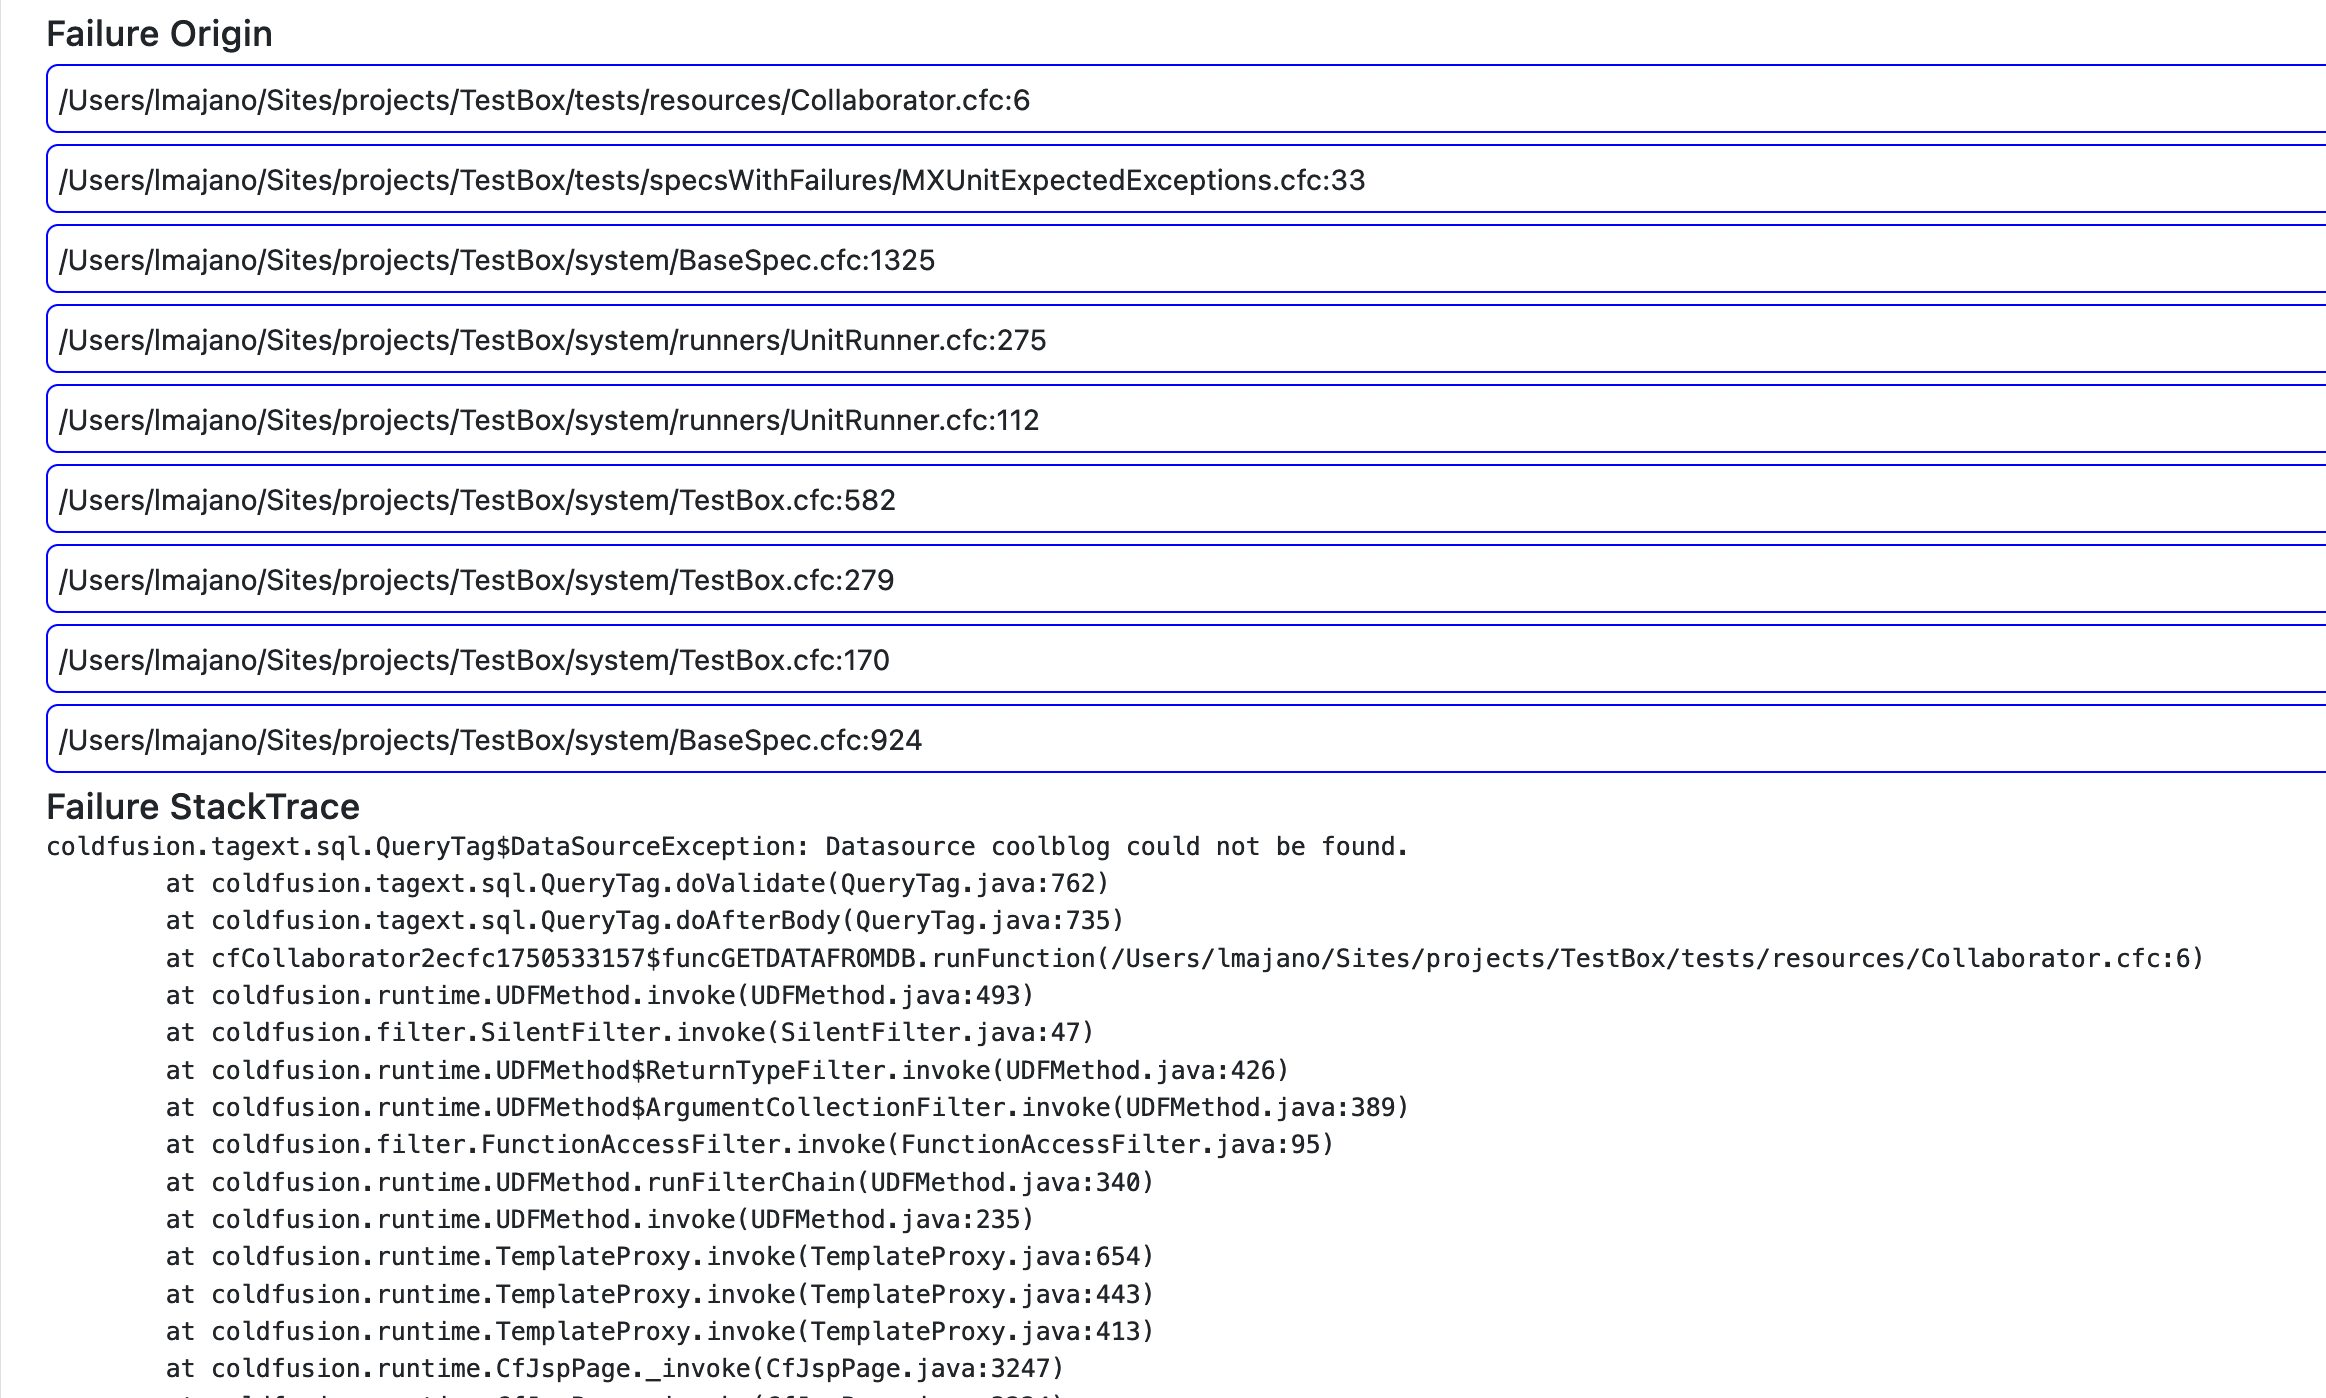 Failure Origin
/Users/lmajano/Sites/projects/TestBox/tests/resources/Collaborator.cfc:6
/Users/lmajano/Sites/projects/TestBox/tests/specsWithFailures/MXUnitExpectedExceptions.cfc:33
/Users/lmajano/Sites/projects/TestBox/system/BaseSpec.cfc:1325
/Users/lmajano/Sites/projects/TestBox/system/runners/UnitRunner.cfc:275
/Users/lmajano/Sites/projects/TestBox/system/runners/UnitRunner.cfc:112
/Users/lmajano/Sites/projects/TestBox/system/TestBox.cfc:582
/Users/lmajano/Sites/projects/TestBox/system/TestBox.cfc:279
/Users/lmajano/Sites/projects/TestBox/system/TestBox.cfc:170
/Users/lmajano/Sites/projects/TestBox/system/BaseSpec.cfc:924
Failure StackTrace
coldfusion.tagext.sql.QueryTag$DataSourceException: Datasource coolblog could not be found.
at coldfusion.tagext.sql.QueryTag.doValidate(QueryTag.java:762)
at coldfusion.tagext.sql.QueryTag.doAfterBody(QueryTag.java:735)
at cfCollaborator2ecfc1750533157$funcGETDATAFROMDB.runFunction(/Users/lmajano/Sites/projects/TestBox/tests/resources/Collaborator.cfc:6)
at coldfusion.runtime.UDFMethod.invoke(UDFMethod.java:493)
at coldfusion.filter.SilentFilter.invoke(SilentFilter.java:47)
at coldfusion.runtime.UDFMethod$ReturnTypeFilter.invoke(UDFMethod.java:426)
at coldfusion.runtime.UDFMethod$ArgumentCollectionFilter.invoke(UDFMethod.java:389)
at coldfusion.filter.FunctionAccessFilter.invoke(FunctionAccessFilter.java:95)
at coldfusion.runtime.UDFMethod.runFilterChain(UDFMethod.java:340)
at coldfusion.runtime.UDFMethod.invoke(UDFMethod.java:235)
at coldfusion.runtime.TemplateProxy.invoke(TemplateProxy.java:654)
at coldfusion.runtime.TemplateProxy.invoke(TemplateProxy.java:443)
at coldfusion.runtime.TemplateProxy.invoke(TemplateProxy.java:413)
at coldfusion.runtime.CfJspPage._invoke(CfJspPage.java:3247)